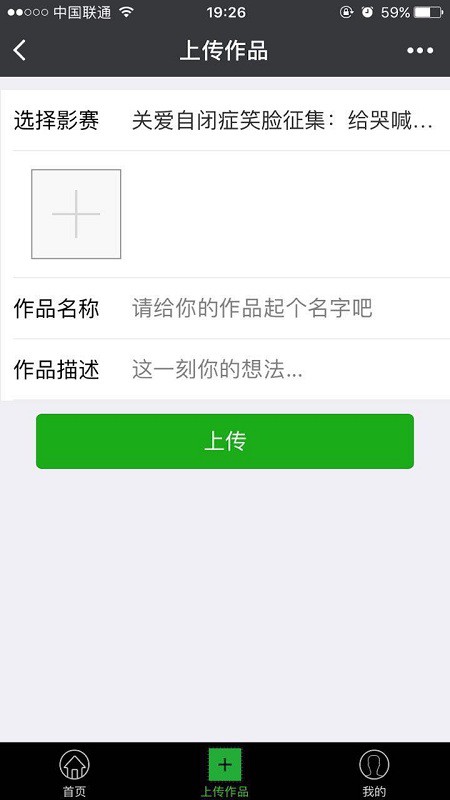 中国联通 19:26 59%
上传作品
选择影赛 关爱自闭症笑脸征集：给哭喊...
作品名称 请给你的作品起个名字吧
作品描述 这一刻你的想法...
上传
首页 上传作品 我的